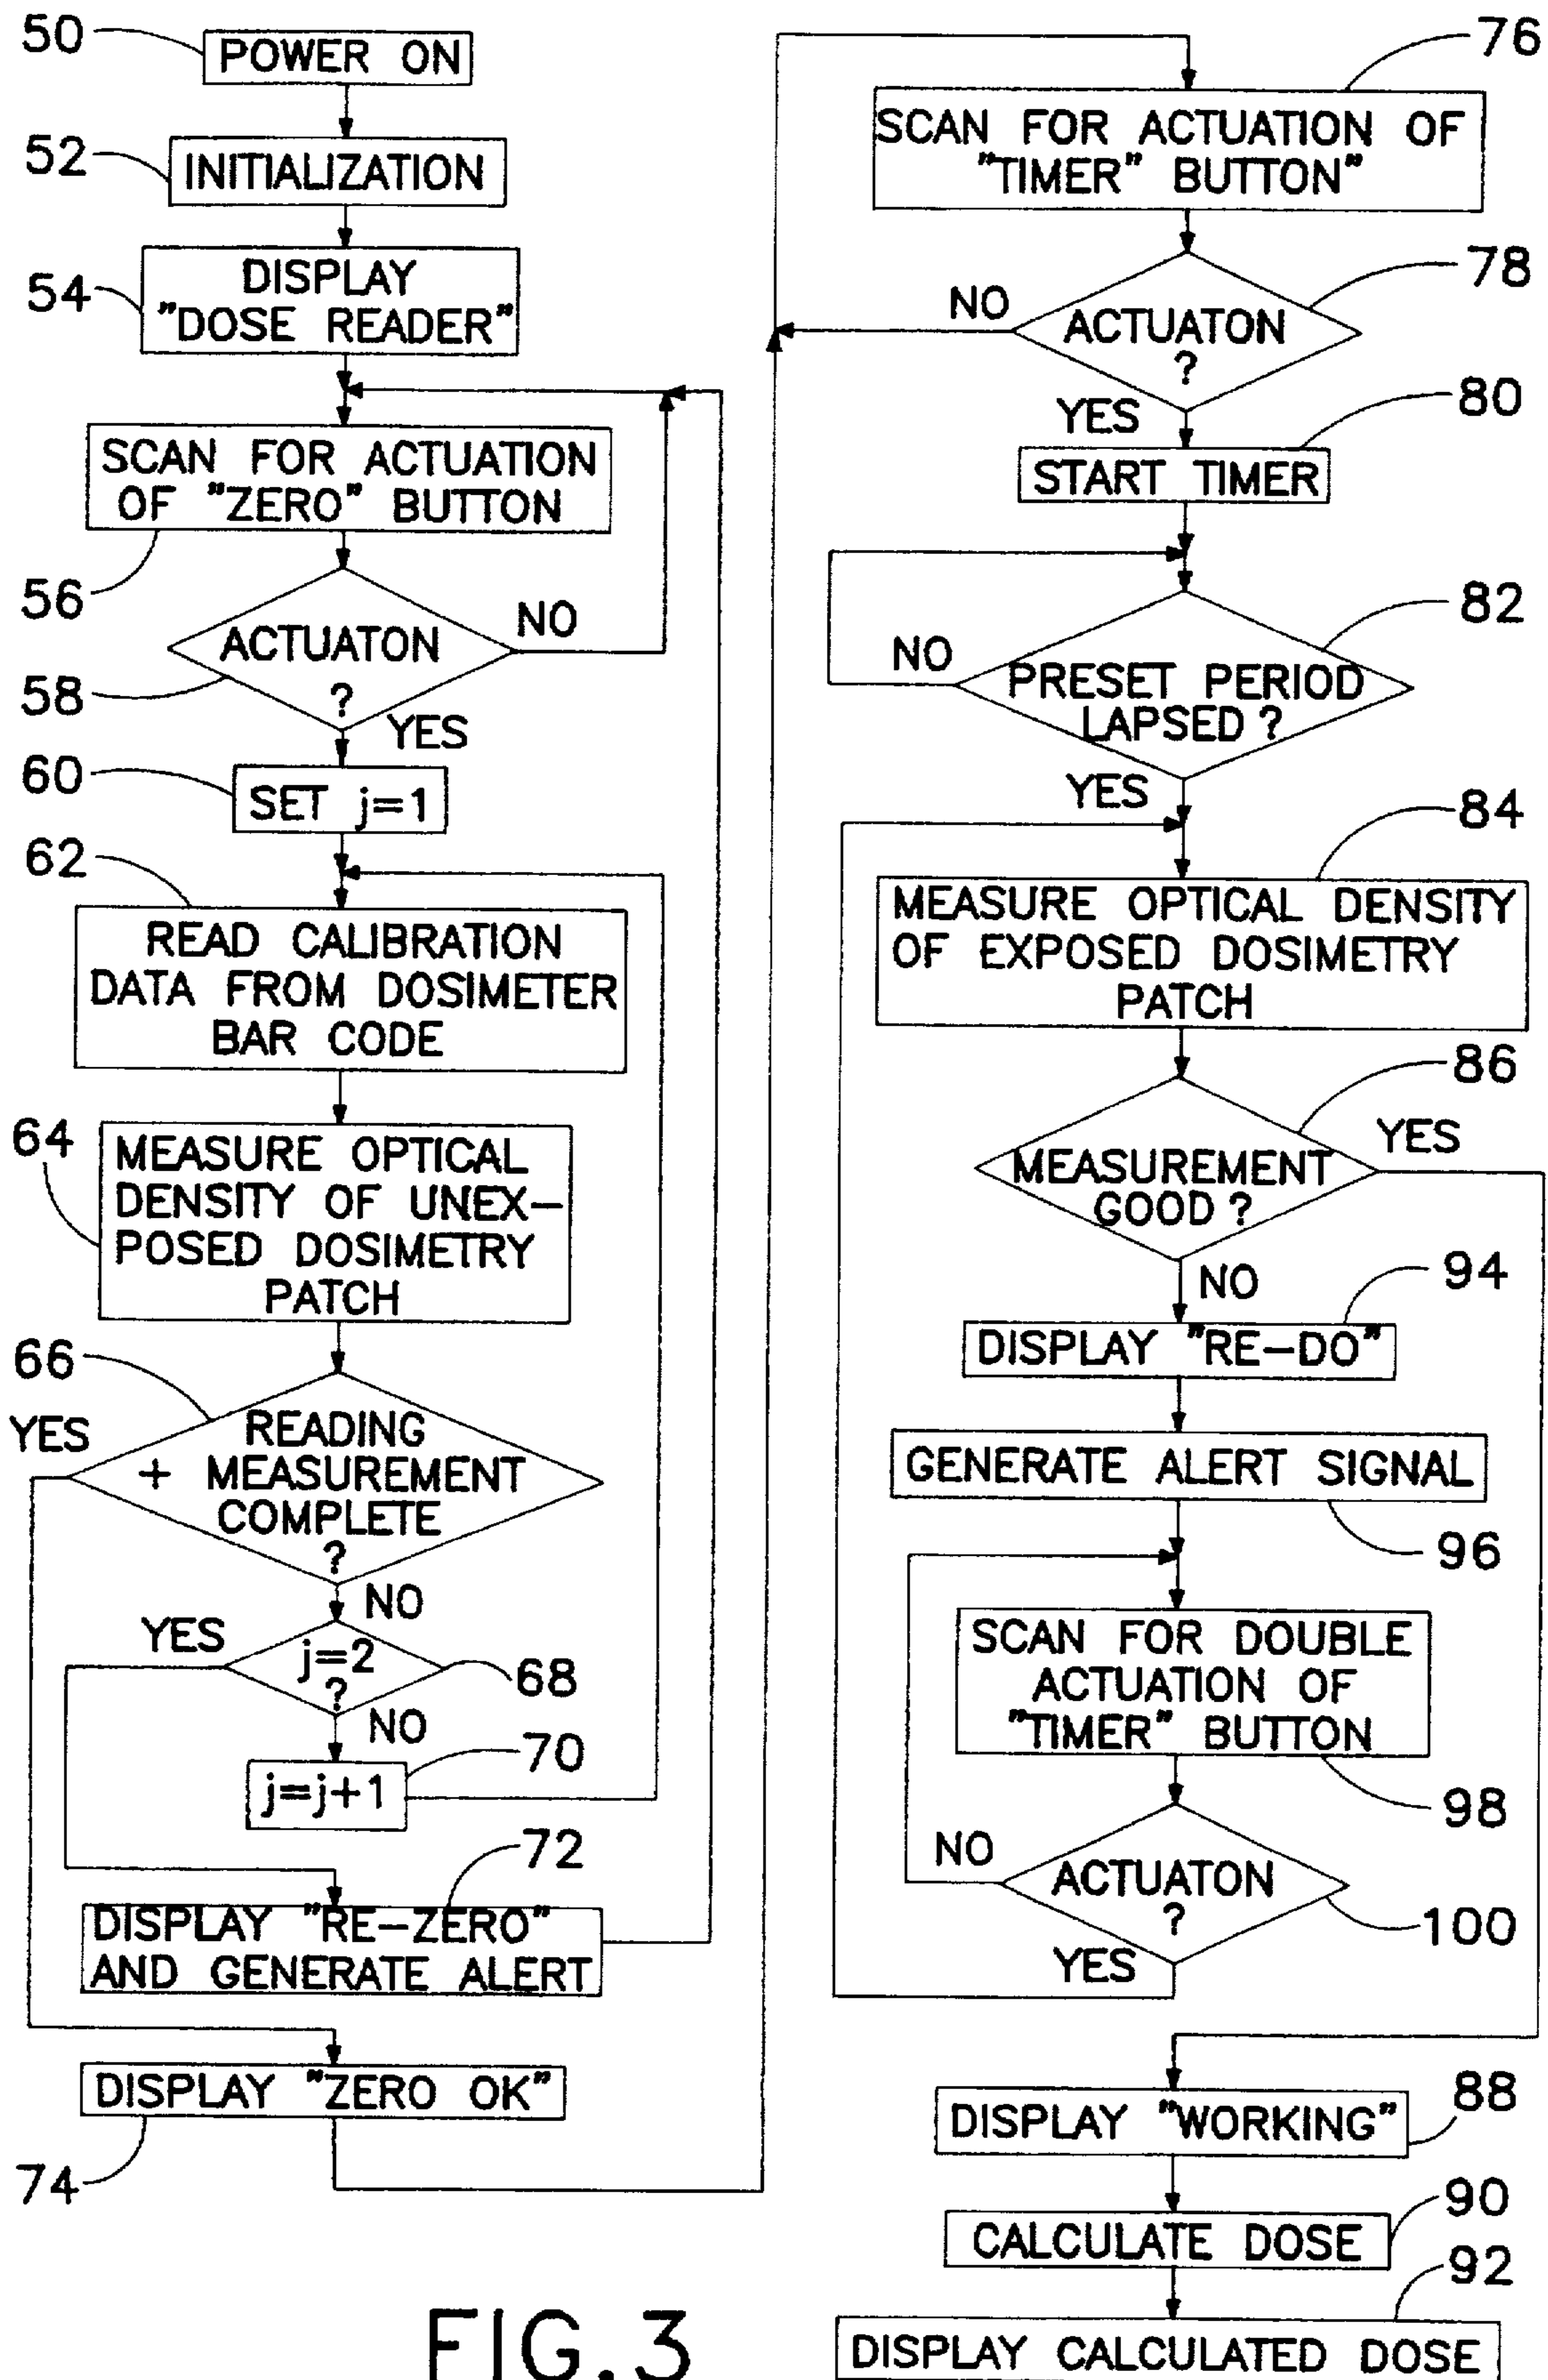 50
POWER ON
52
INITIALIZATION
54
DISPLAY
"DOSE READER"
SCAN FOR ACTUATION
OF "ZERO" BUTTON
56
ACTUATON
?
NO
58
YES
60
SET j=1
62
READ CALIBRATION
DATA FROM DOSIMETER
BAR CODE
64
MEASURE OPTICAL
DENSITY OF UNEX-
POSED DOSIMETRY
PATCH
66
YES
READING
+ MEASUREMENT
COMPLETE
?
NO
YES
j=2
?
68
NO
70
j=j+1
72
DISPLAY "RE-ZERO"
AND GENERATE ALERT
DISPLAY "ZERO OK"
74
76
SCAN FOR ACTUATION OF
"TIMER" BUTTON"
78
NO
ACTUATON
?
80
YES
START TIMER
82
NO
PRESET PERIOD
LAPSED ?
YES
84
MEASURE OPTICAL DENSITY
OF EXPOSED DOSIMETRY
PATCH
86
YES
MEASUREMENT
GOOD ?
NO
94
DISPLAY "RE-DO"
GENERATE ALERT SIGNAL
96
SCAN FOR DOUBLE
ACTUATION OF
"TIMER" BUTTON
98
NO
ACTUATON
?
100
YES
88
DISPLAY "WORKING"
90
CALCULATE DOSE
92
DISPLAY CALCULATED DOSE
FIG.3